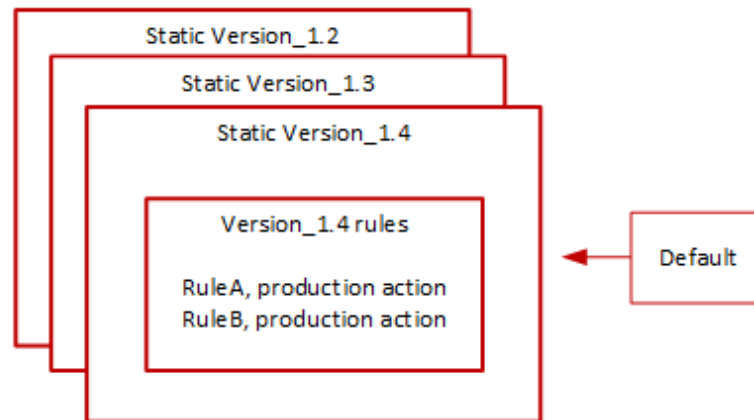 Static Version_1.2
Static Version_1.3
Static Version_1.4
Version_1.4 rules
RuleA, production action
RuleB, production action
Default